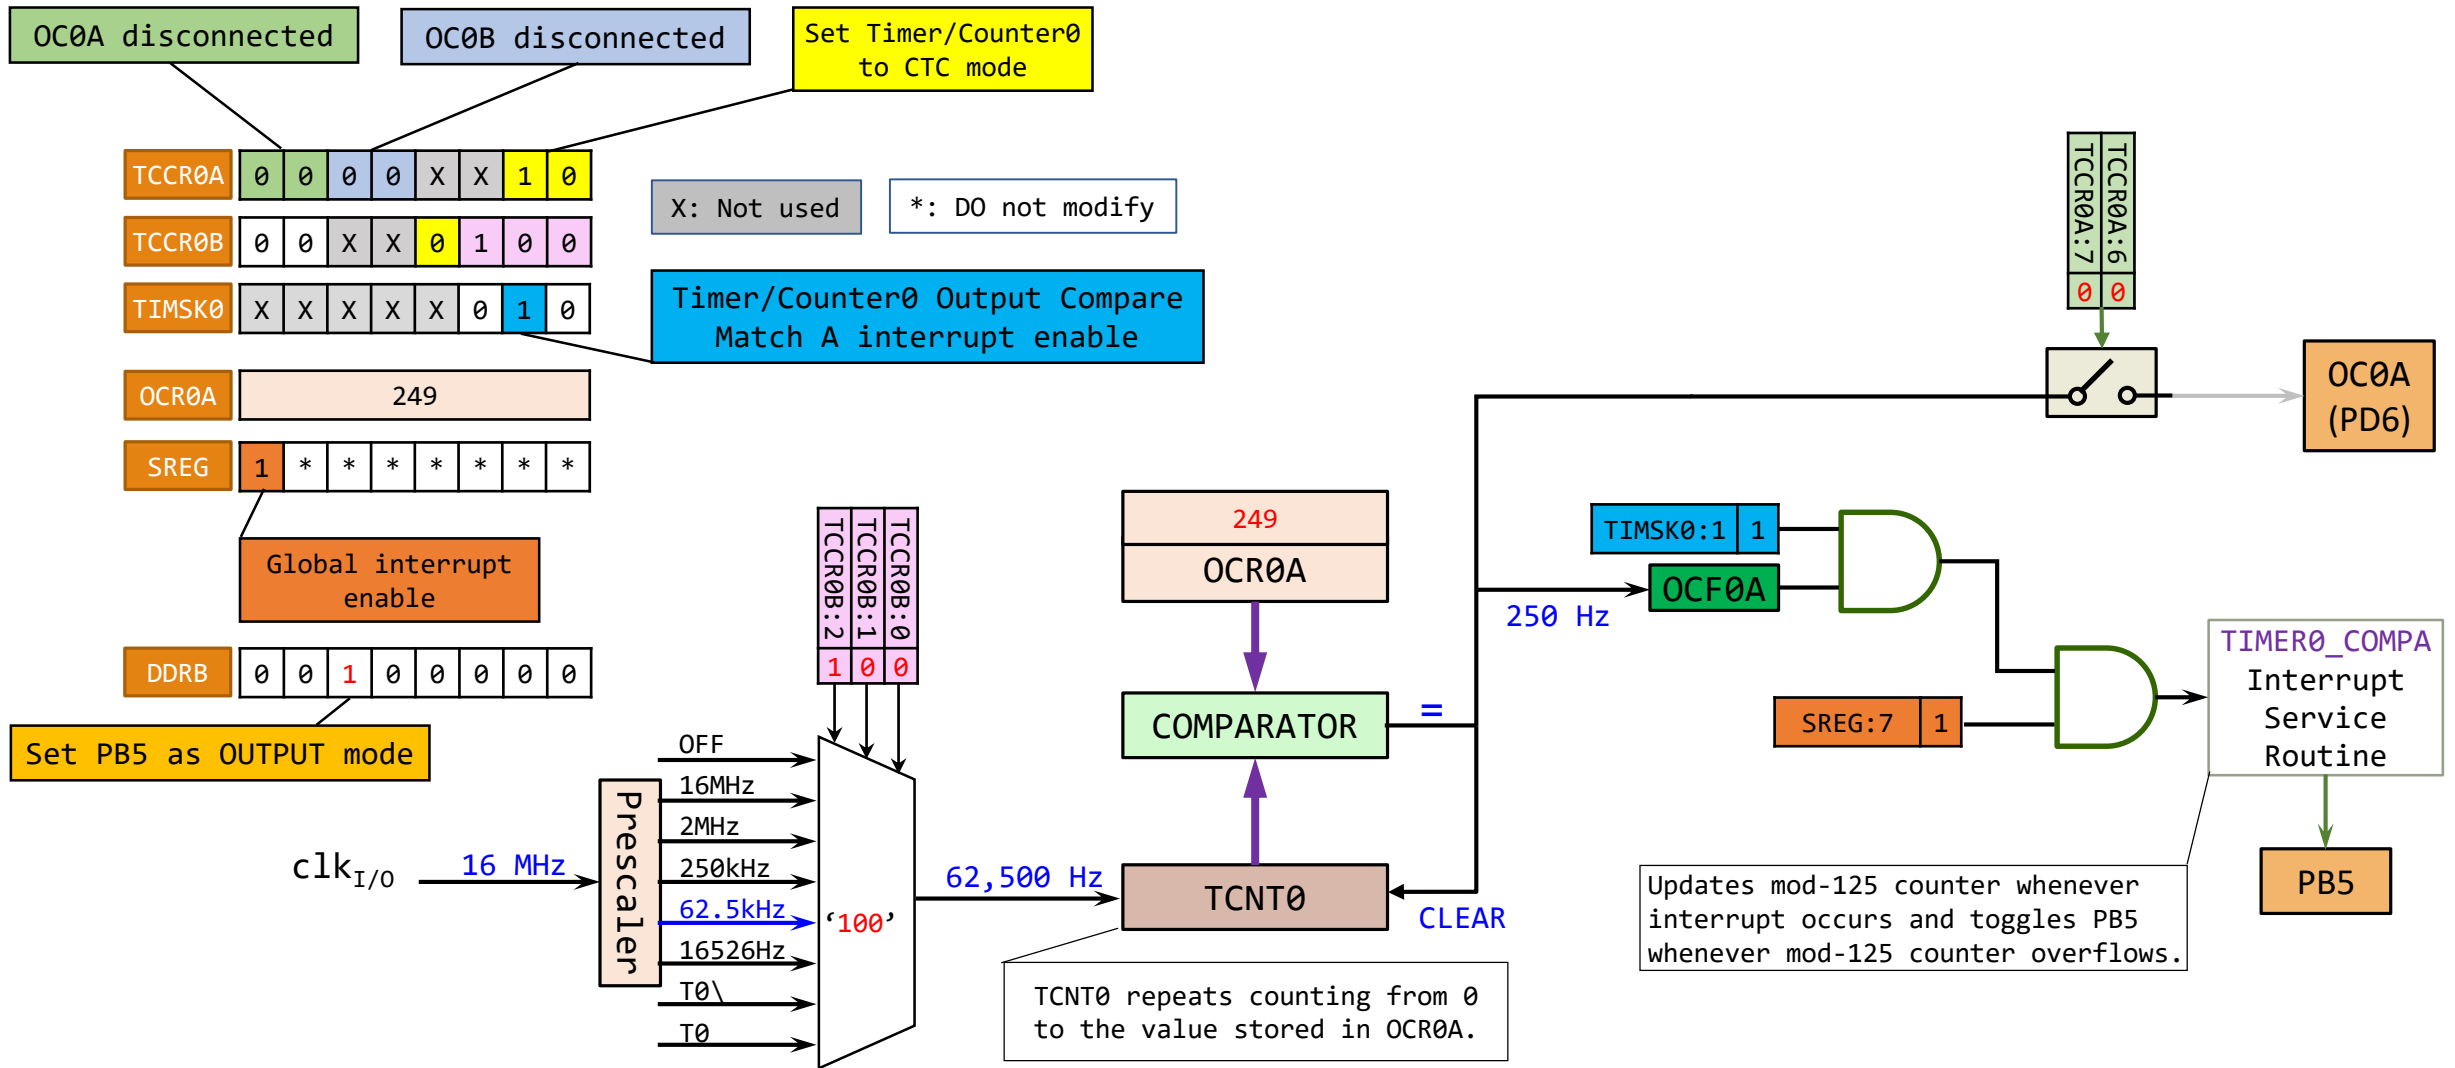 OC0A disconnected
OC0B disconnected
Set Timer/Counter0
to CTC mode
TCCR0A 0 0 0 0 X X 1 0
TCCR0B 0 0 X X 0 1 0 0
TIMSK0 X X X X X 0 1 0
X: Not used
*: DO not modify
Timer/Counter0 Output Compare
Match A interrupt enable
OCR0A 249
SREG 1 * * * * * * *
Global interrupt
enable
DDRB 0 0 1 0 0 0 0 0
Set PB5 as OUTPUT mode
clkI/O
16 MHz
Prescaler
OFF
16MHz
2MHz
250kHz
62.5kHz
16526Hz
T0\
T0
TCCR0B:2 1
TCCR0B:1 0
TCCR0B:0 0
‘100’
62,500 Hz
249
OCR0A
COMPARATOR
=
TCNT0
CLEAR
TCNT0 repeats counting from 0
to the value stored in OCR0A.
250 Hz
TCCR0A:7 0
TCCR0A:6 0
OC0A
(PD6)
TIMSK0:1 1
OCF0A
SREG:7 1
TIMER0_COMPA
Interrupt
Service
Routine
PB5
Updates mod-125 counter whenever
interrupt occurs and toggles PB5
whenever mod-125 counter overflows.